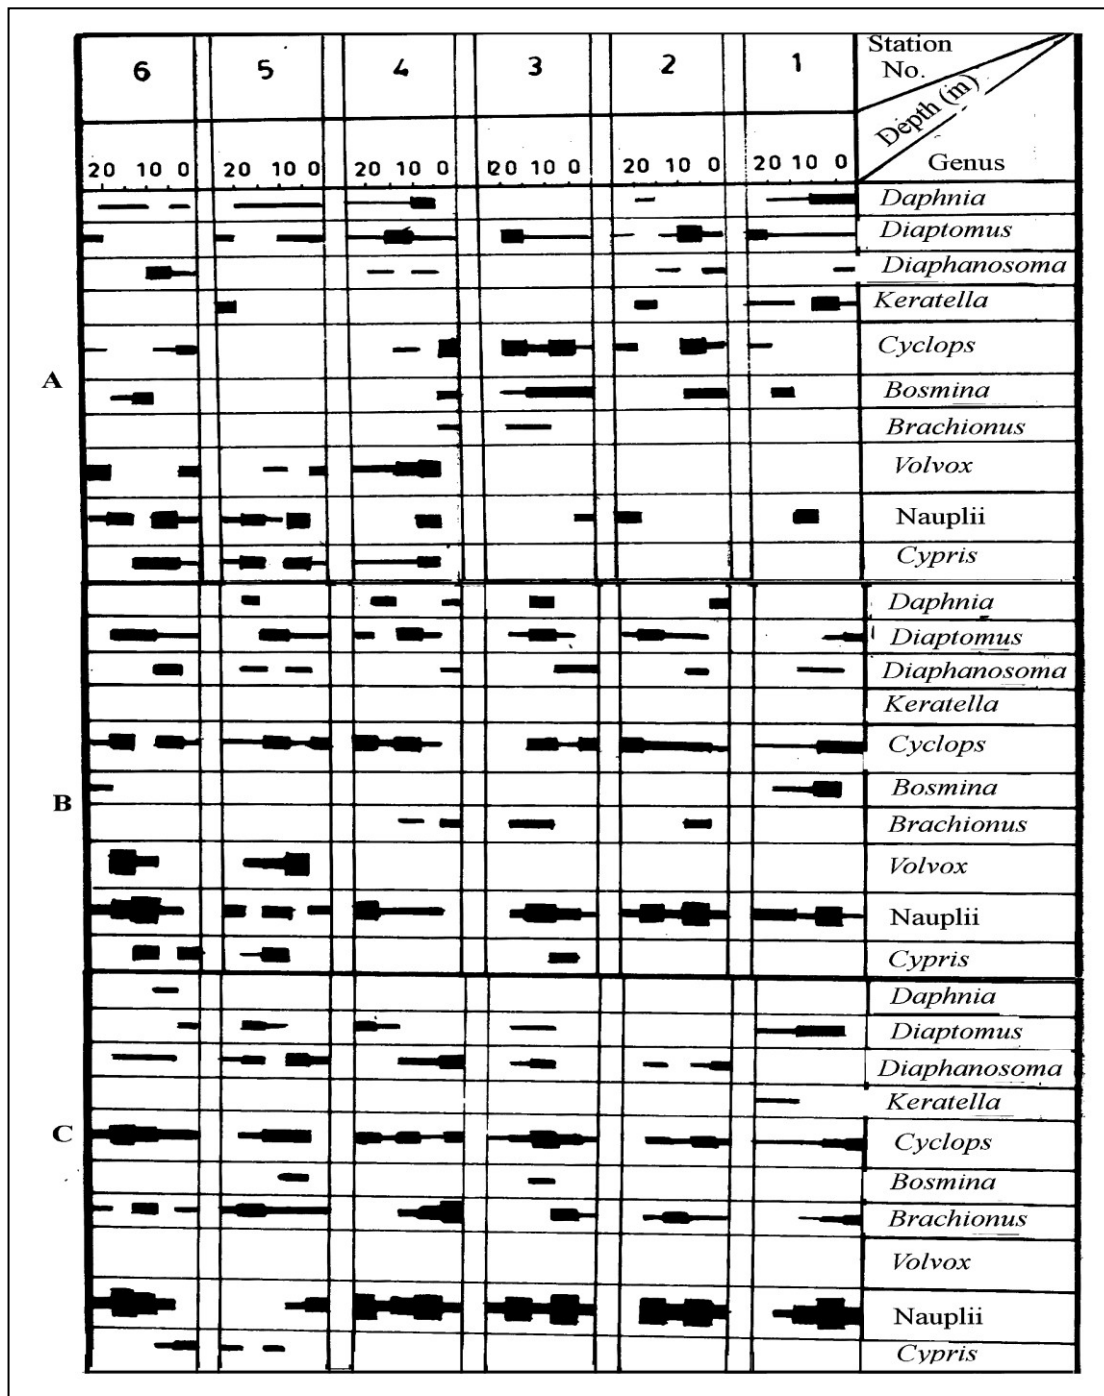 6 5 4 3 2 1 Station No.
Depth (m)
20 10 0 20 10 0 20 10 0 20 10 0 20 10 0 20 10 0 Genus
A
Daphnia
Diaptomus
Diaphanosoma
Keratella
Cyclops
Bosmina
Brachionus
Volvox
Nauplii
Cypris
B
Daphnia
Diaptomus
Diaphanosoma
Keratella
Cyclops
Bosmina
Brachionus
Volvox
Nauplii
Cypris
C
Daphnia
Diaptomus
Diaphanosoma
Keratella
Cyclops
Bosmina
Brachionus
Volvox
Nauplii
Cypris